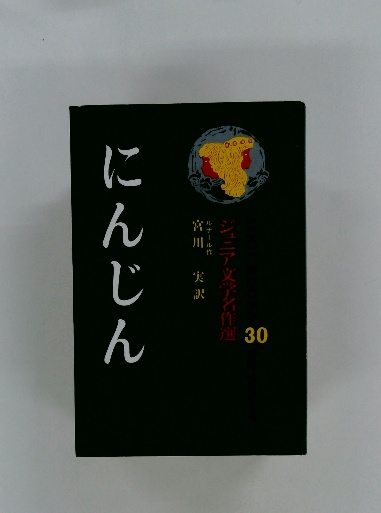 ジュニア文学名作選
30
ルナール作
宮川 実訳
にんじん